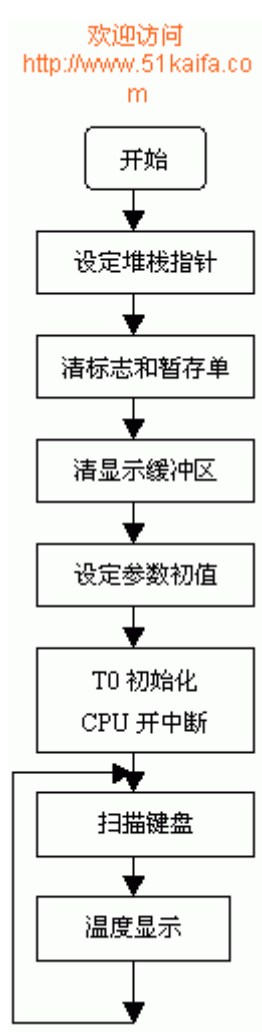 欢迎访问
http://www.51kaifa.co
m
开始
设定堆栈指针
清标志和暂存单
清显示缓冲区
设定参数初值
T0 初始化
CPU 开中断
扫描键盘
温度显示